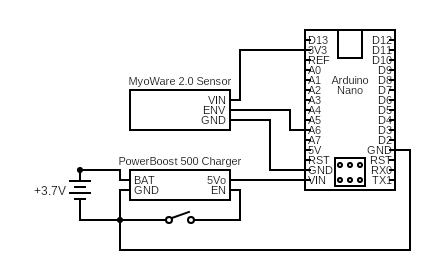 D13 D12
3V3 D11
REF D10
A0 D9
MyoWare 2.0 Sensor A1 Arduino D8
A2 Nano D7
VIN A3 D6
ENV A4 D5
GND A5 D4
A6 D3
A7 D2
PowerBoost 500 Charger 5V GND
RST RST
BAT 5Vo GND RX0
+3.7V GND EN VIN TX1